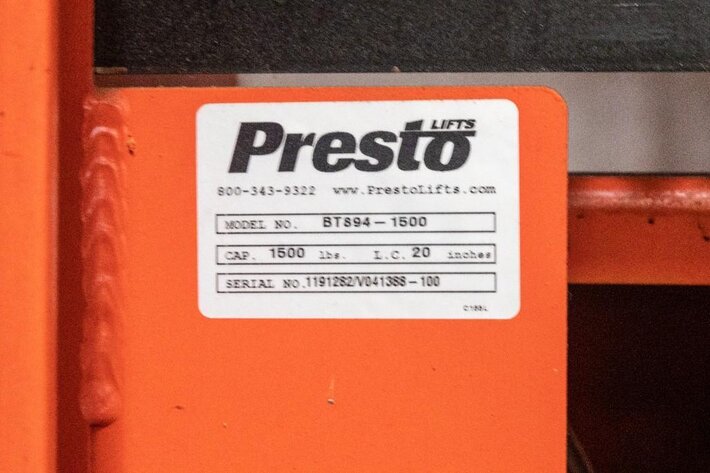 Presto LIFTS
800-343-9322 www.PrestoLifts.com
MODEL NO. BT894-1500
CAP. 1500 lbs. L.C. 20 inches
SERIAL NO.1191282/V041388-100